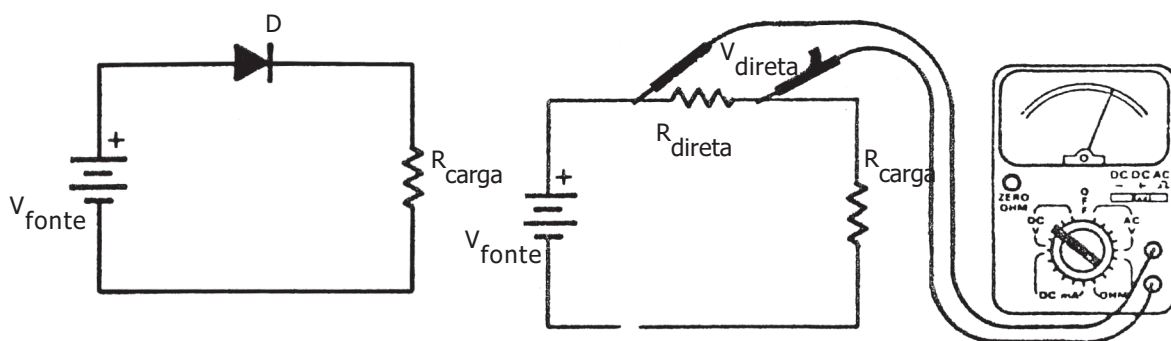 D
+
R carga
V fonte
V direta
R direta
+
R carga
V fonte
ZERO OHM
DC DC AC
- + Ω
OFF
DC V
AC V
DC mA
OHM